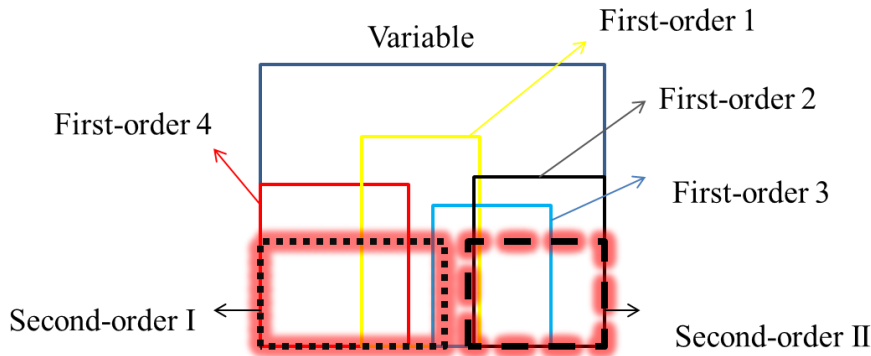 First-order 1
Variable
First-order 2
First-order 4
First-order 3
Second-order I
Second-order II